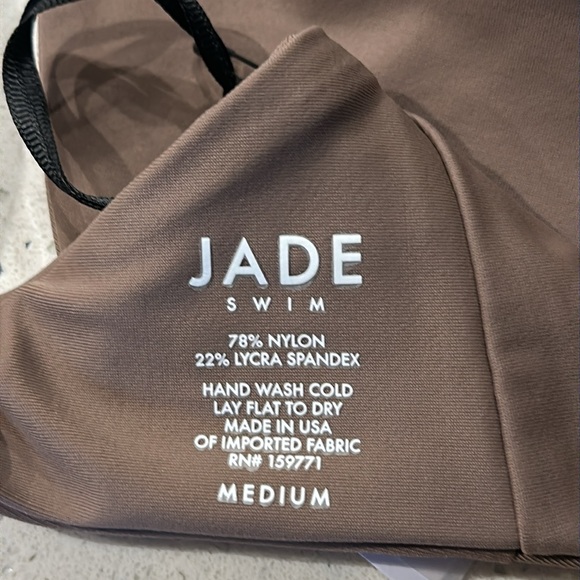 JADE
SWIM
78% NYLON
22% LYCRA SPANDEX
HAND WASH COLD
LAY FLAT TO DRY
MADE IN USA
OF IMPORTED FABRIC
RN# 159771
MEDIUM